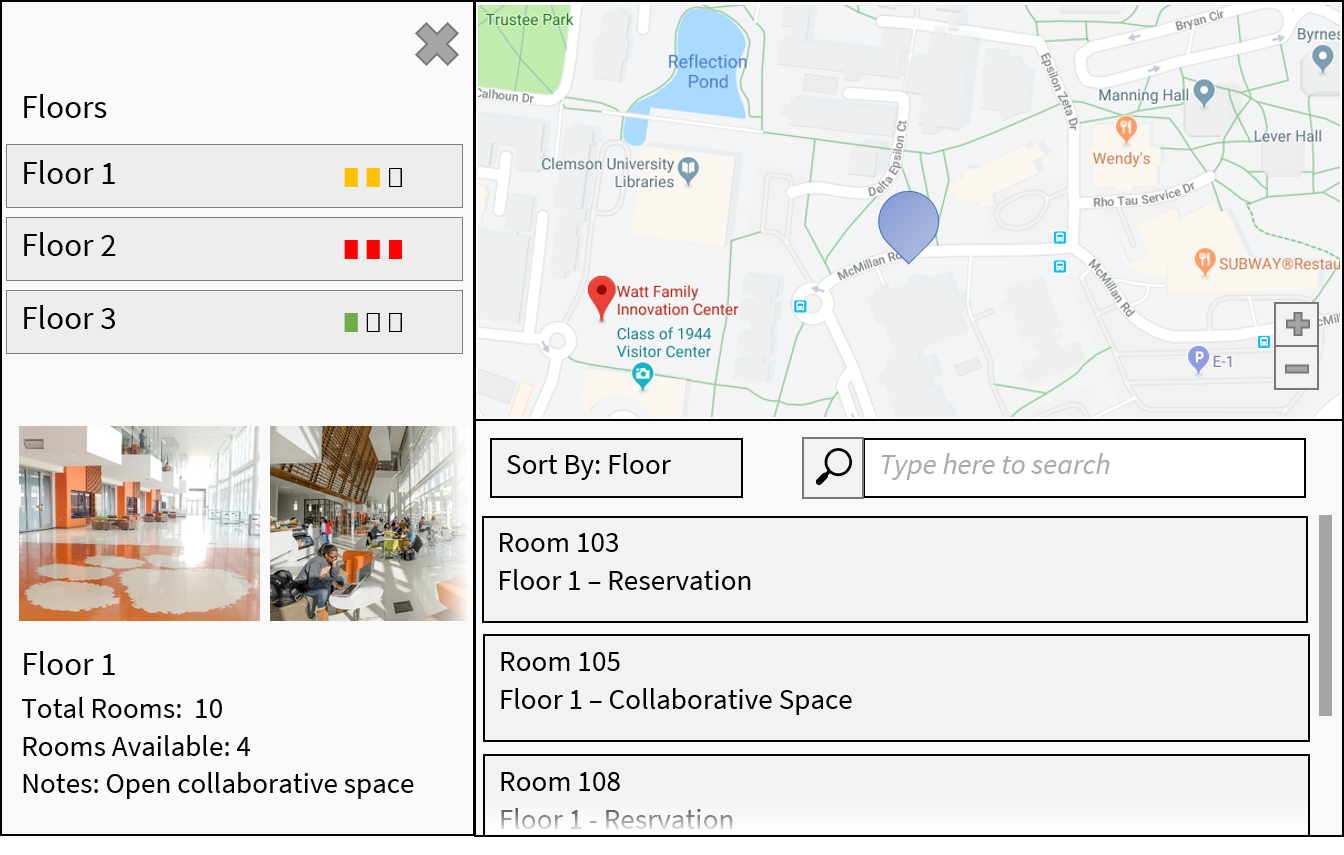 Floors
Floor 1
Floor 2
Floor 3
Floor 1
Total Rooms:  10
Rooms Available: 4
Notes: Open collaborative space
Trustee Park
Reflection
Pond
Calhoun Dr
Clemson University
Libraries
Delta Epsilon Ct
Epsilon Zeta Dr
Bryan Cir
Byrnes
Manning Hall
Lever Hall
Wendy's
Rho Tau Service Dr
McMillan Rd
McMillan Rd
SUBWAY®Restau
Watt Family
Innovation Center
Class of 1944
Visitor Center
P
E-1
cMil
Sort By: Floor
Type here to search
Room 103
Floor 1 – Reservation
Room 105
Floor 1 – Collaborative Space
Room 108
Floor 1 - Resrvation